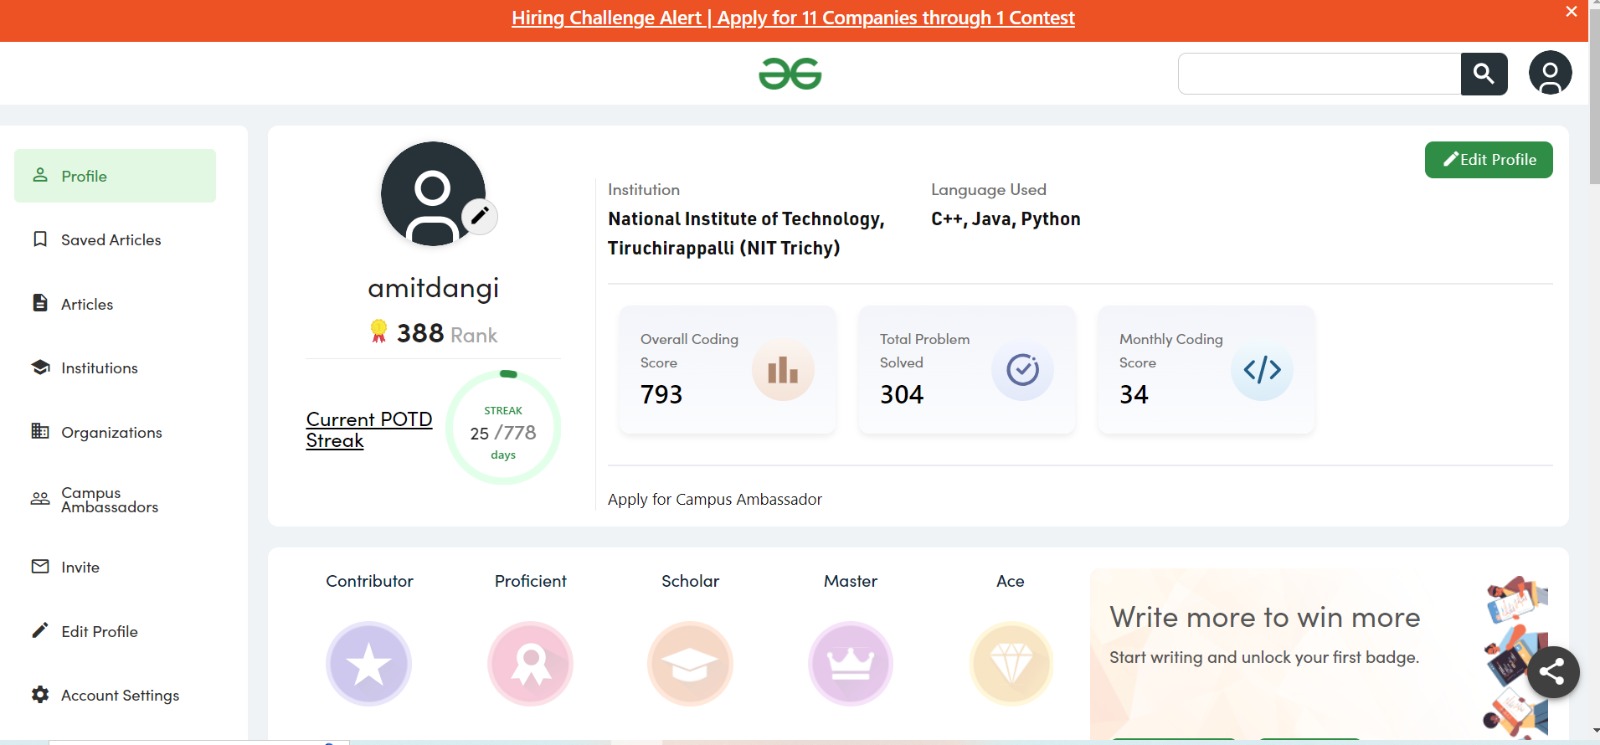 Hiring Challenge Alert | Apply for 11 Companies through 1 Contest
Profile
Saved Articles
Articles
Institutions
Organizations
Campus
Ambassadors
Invite
Edit Profile
Account Settings
amitdangi
388 Rank
Current POTD
Streak
STREAK
25 /778
days
Edit Profile
Institution
National Institute of Technology,
Tiruchirappalli (NIT Trichy)
Language Used
C++, Java, Python
Overall Coding
Score
793
Total Problem
Solved
304
Monthly Coding
Score
34
Apply for Campus Ambassador
Contributor
Proficient
Scholar
Master
Ace
Write more to win more
Start writing and unlock your first badge.